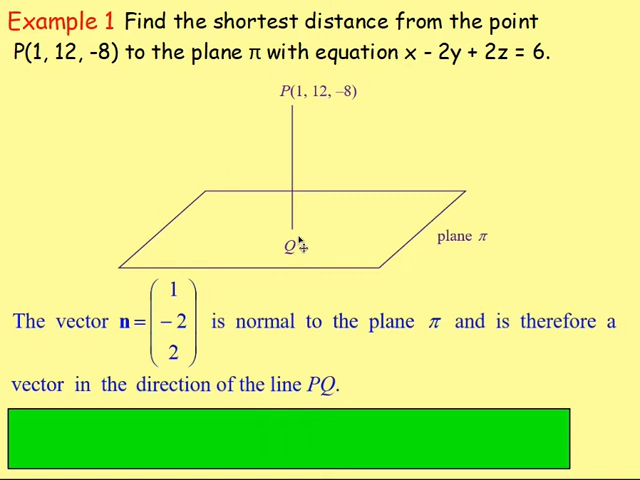 Example 1 Find the shortest distance from the point
P(1, 12, -8) to the plane π with equation x - 2y + 2z = 6.
P(1, 12, –8)
plane π
Q
1
The vector n = ( – 2 ) is normal to the plane π and is therefore a
2
vector in the direction of the line PQ.